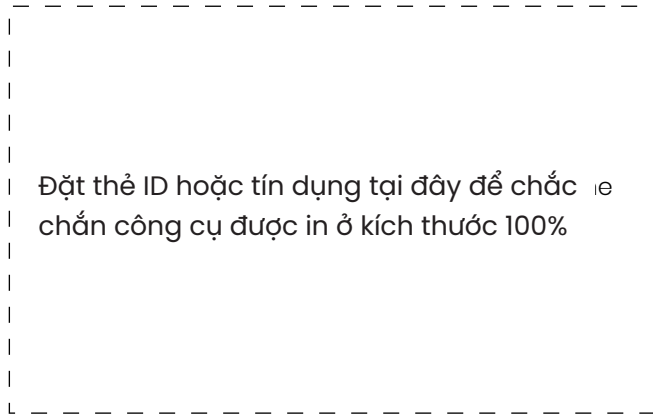 Đặt thẻ ID hoặc tín dụng tại đây để chắc
chắn công cụ được in ở kích thước 100%